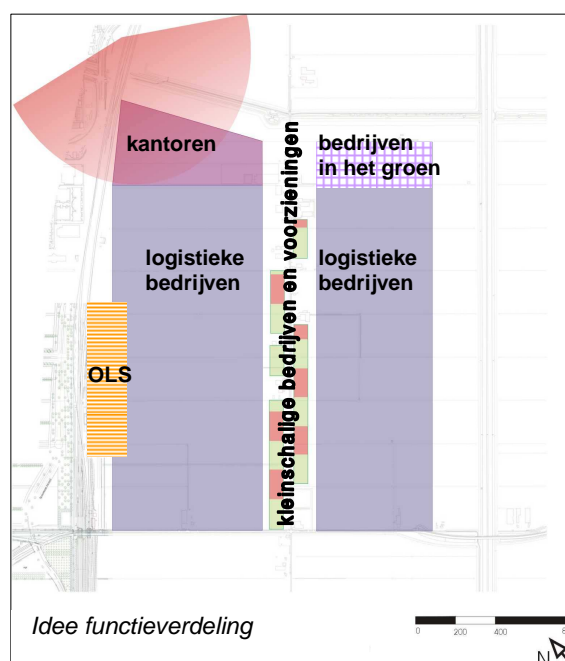 kantoren
bedrijven
in het groen
kleinschalige bedrijven en voorzieningen
logistieke
bedrijven
logistieke
bedrijven
OLS
Idee functieverdeling
0 200 400 8
N